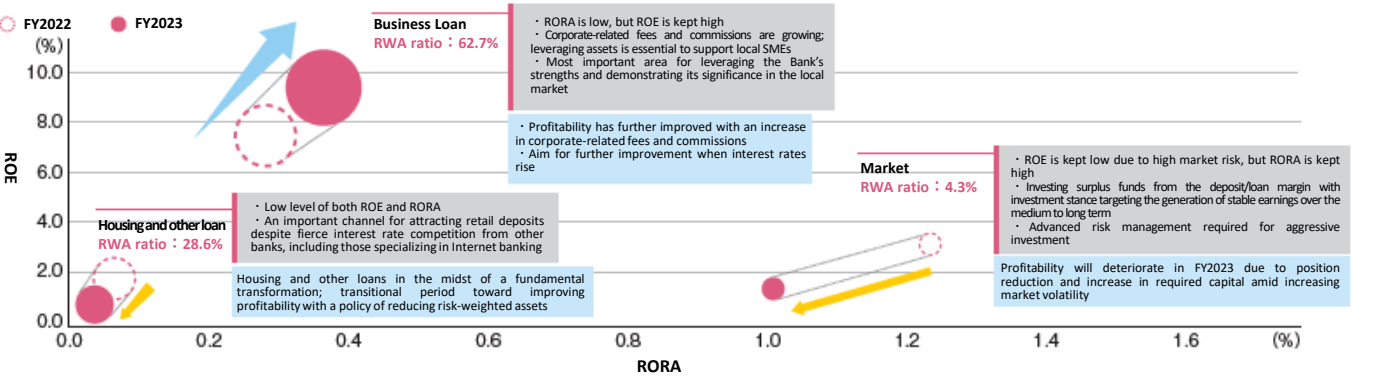 FY2022
FY2023
(%)
10.0
8.0
6.0
4.0
2.0
0.0
ROE
0.0
0.2
0.4
0.6
0.8
1.0
1.2
1.4
1.6
(%)
RORA
Business Loan
RWA ratio：62.7%
・RORA is low, but ROE is kept high
・Corporate-related fees and commissions are growing;
leveraging assets is essential to support local SMEs
・Most important area for leveraging the Bank's
strengths and demonstrating its significance in the local
market
・Profitability has further improved with an increase
in corporate-related fees and commissions
・Aim for further improvement when interest rates
rise
Market
RWA ratio：4.3%
・ROE is kept low due to high market risk, but RORA is kept
high
・Investing surplus funds from the deposit/loan margin with
investment stance targeting the generation of stable earnings over the
medium to long term
・Advanced risk management required for aggressive
investment
Profitability will deteriorate in FY2023 due to position
reduction and increase in required capital amid increasing
market volatility
Housing and other loan
RWA ratio：28.6%
・Low level of both ROE and RORA
・An important channel for attracting retail deposits
despite fierce interest rate competition from other
banks, including those specializing in Internet banking
Housing and other loans in the midst of a fundamental
transformation; transitional period toward improving
profitability with a policy of reducing risk-weighted assets